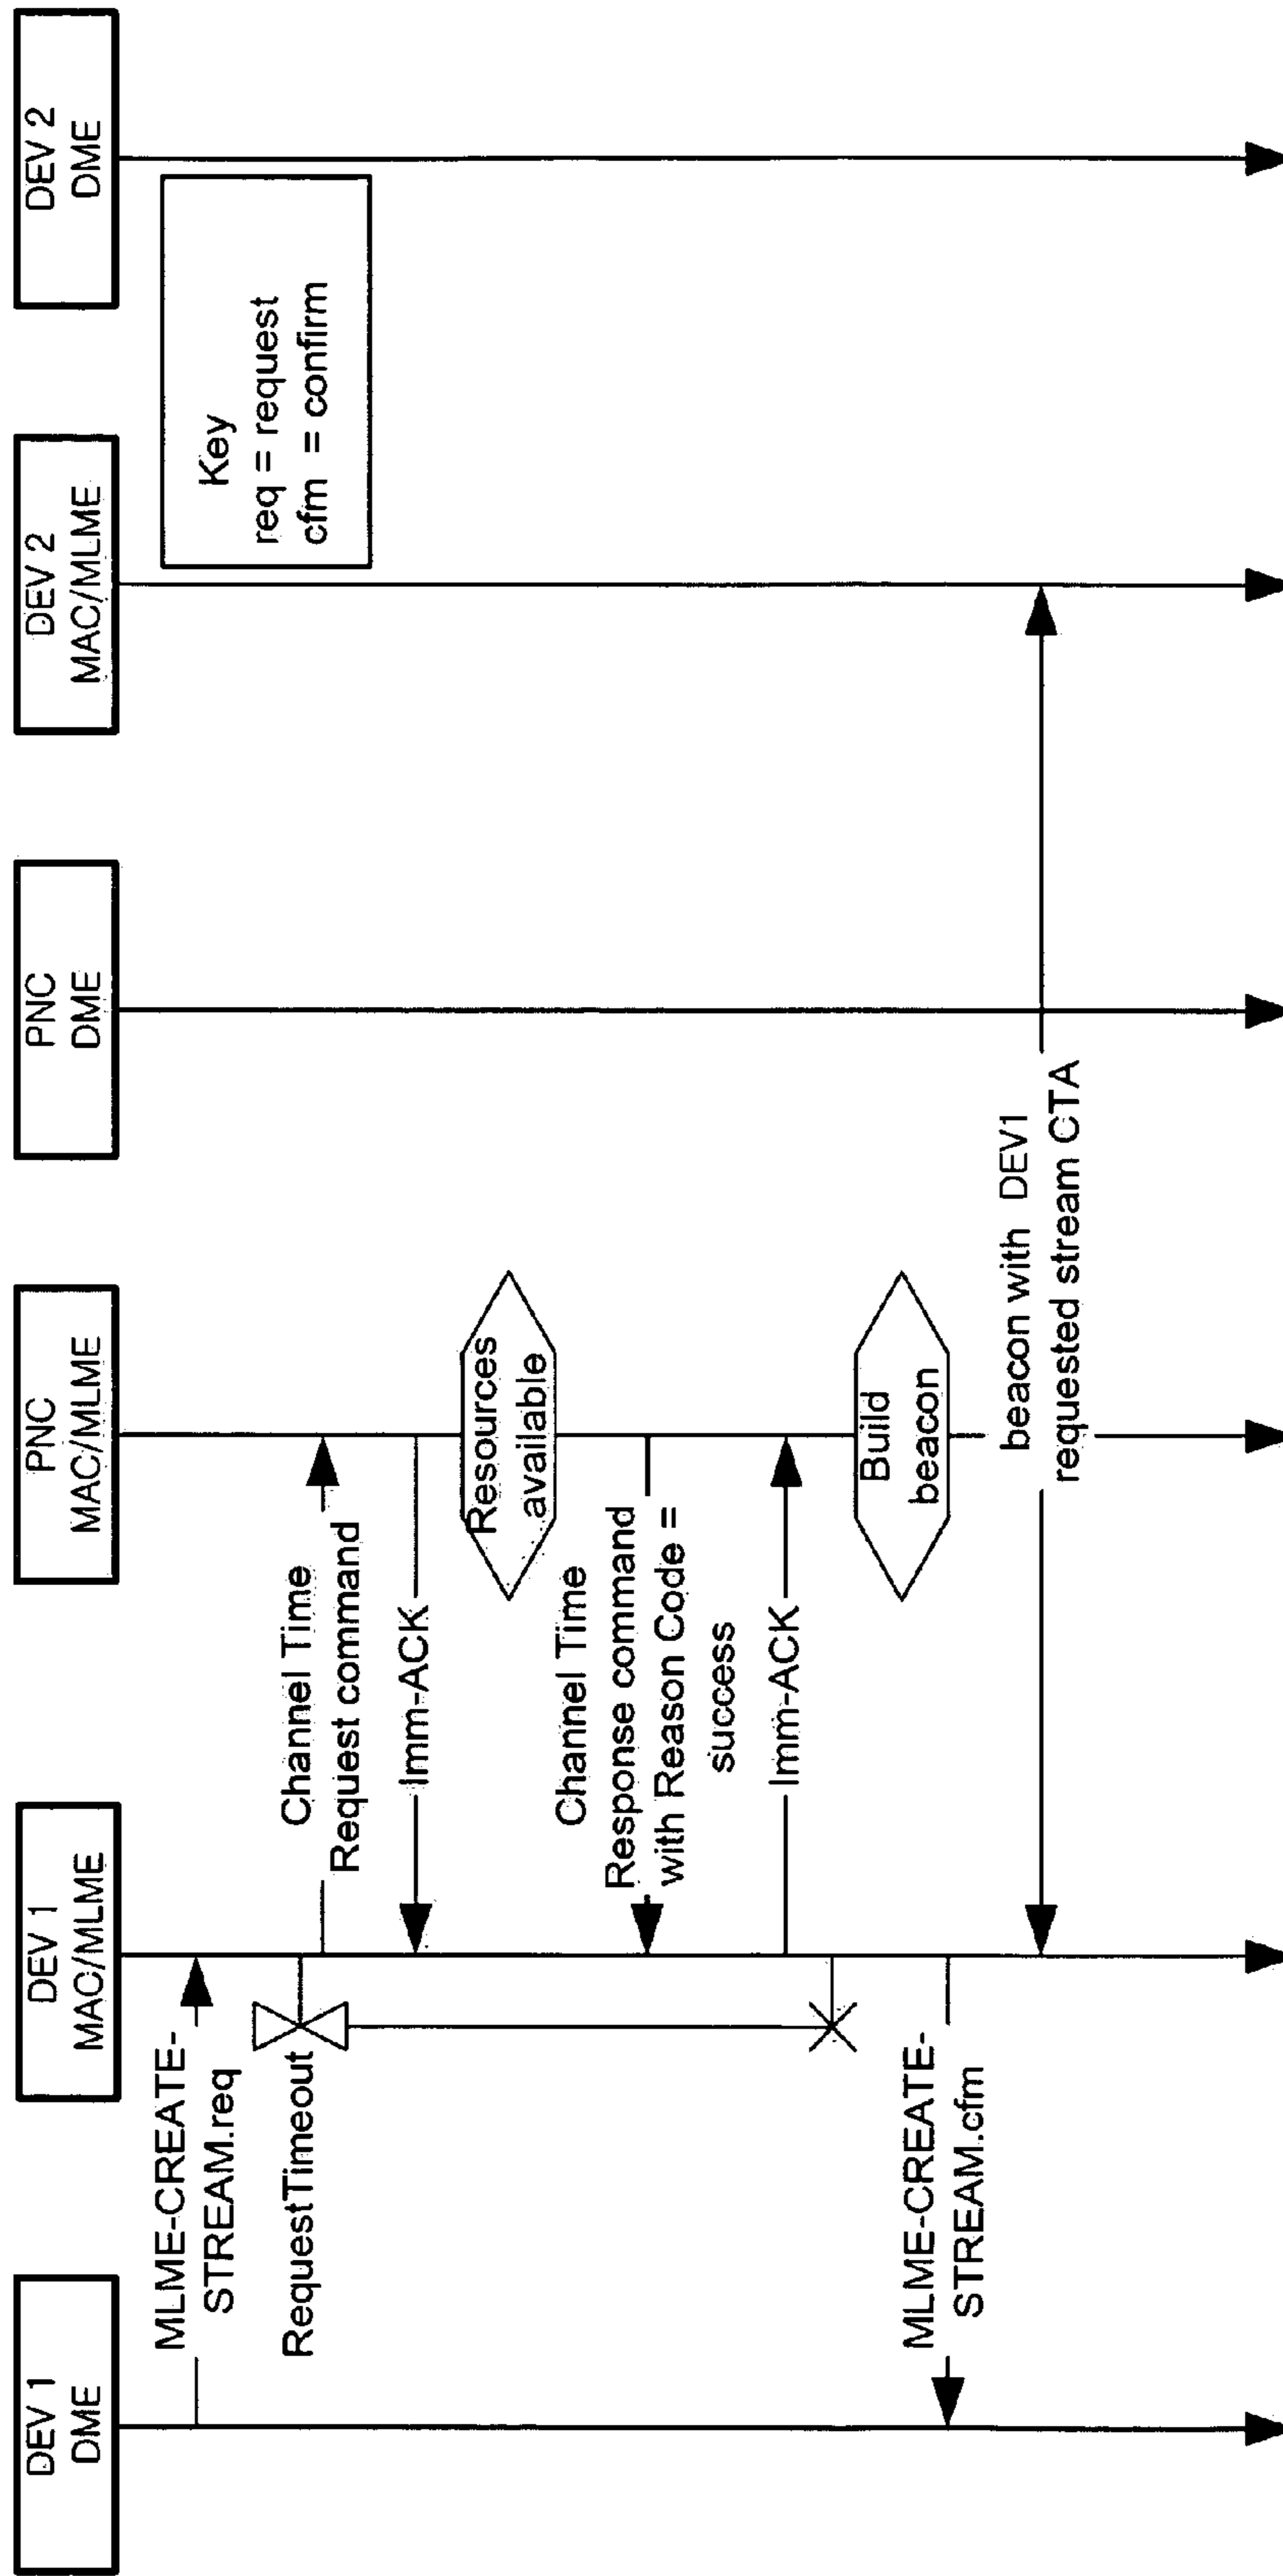 DEV 1
DME
DEV 1
MAC/MLME
PNC
MAC/MLME
PNC
DME
DEV 2
MAC/MLME
DEV 2
DME
Key
req = request
cfm = confirm
MLME-CREATE-
STREAM.req
RequestTimeout
Channel Time
Request command
Imm-ACK
Resources
available
Channel Time
Response command
with Reason Code =
success
Imm-ACK
Build
beacon
MLME-CREATE-
STREAM.cfm
beacon with DEV1
requested stream CTA